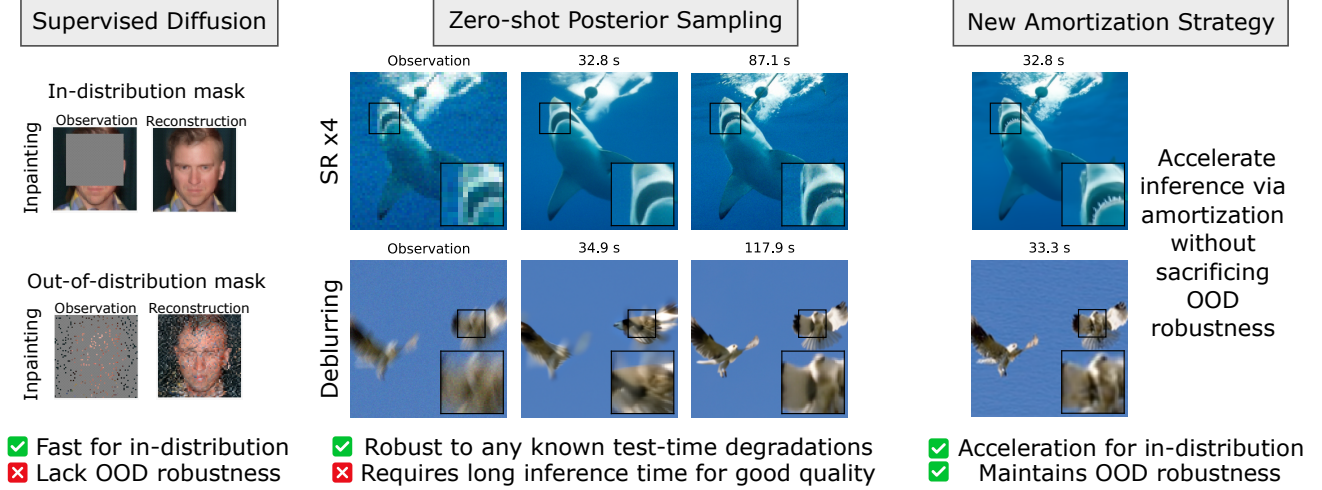 Supervised Diffusion
In-distribution mask
Observation Reconstruction
Inpainting
Out-of-distribution mask
Observation Reconstruction
Inpainting
Fast for in-distribution
Lack OOD robustness
Zero-shot Posterior Sampling
Observation 32.8 s 87.1 s
SR x4
Observation 34.9 s 117.9 s
Deblurring
Robust to any known test-time degradations
Requires long inference time for good quality
New Amortization Strategy
32.8 s
33.3 s
Accelerate
inference via
amortization
without
sacrificing
OOD
robustness
Acceleration for in-distribution
Maintains OOD robustness